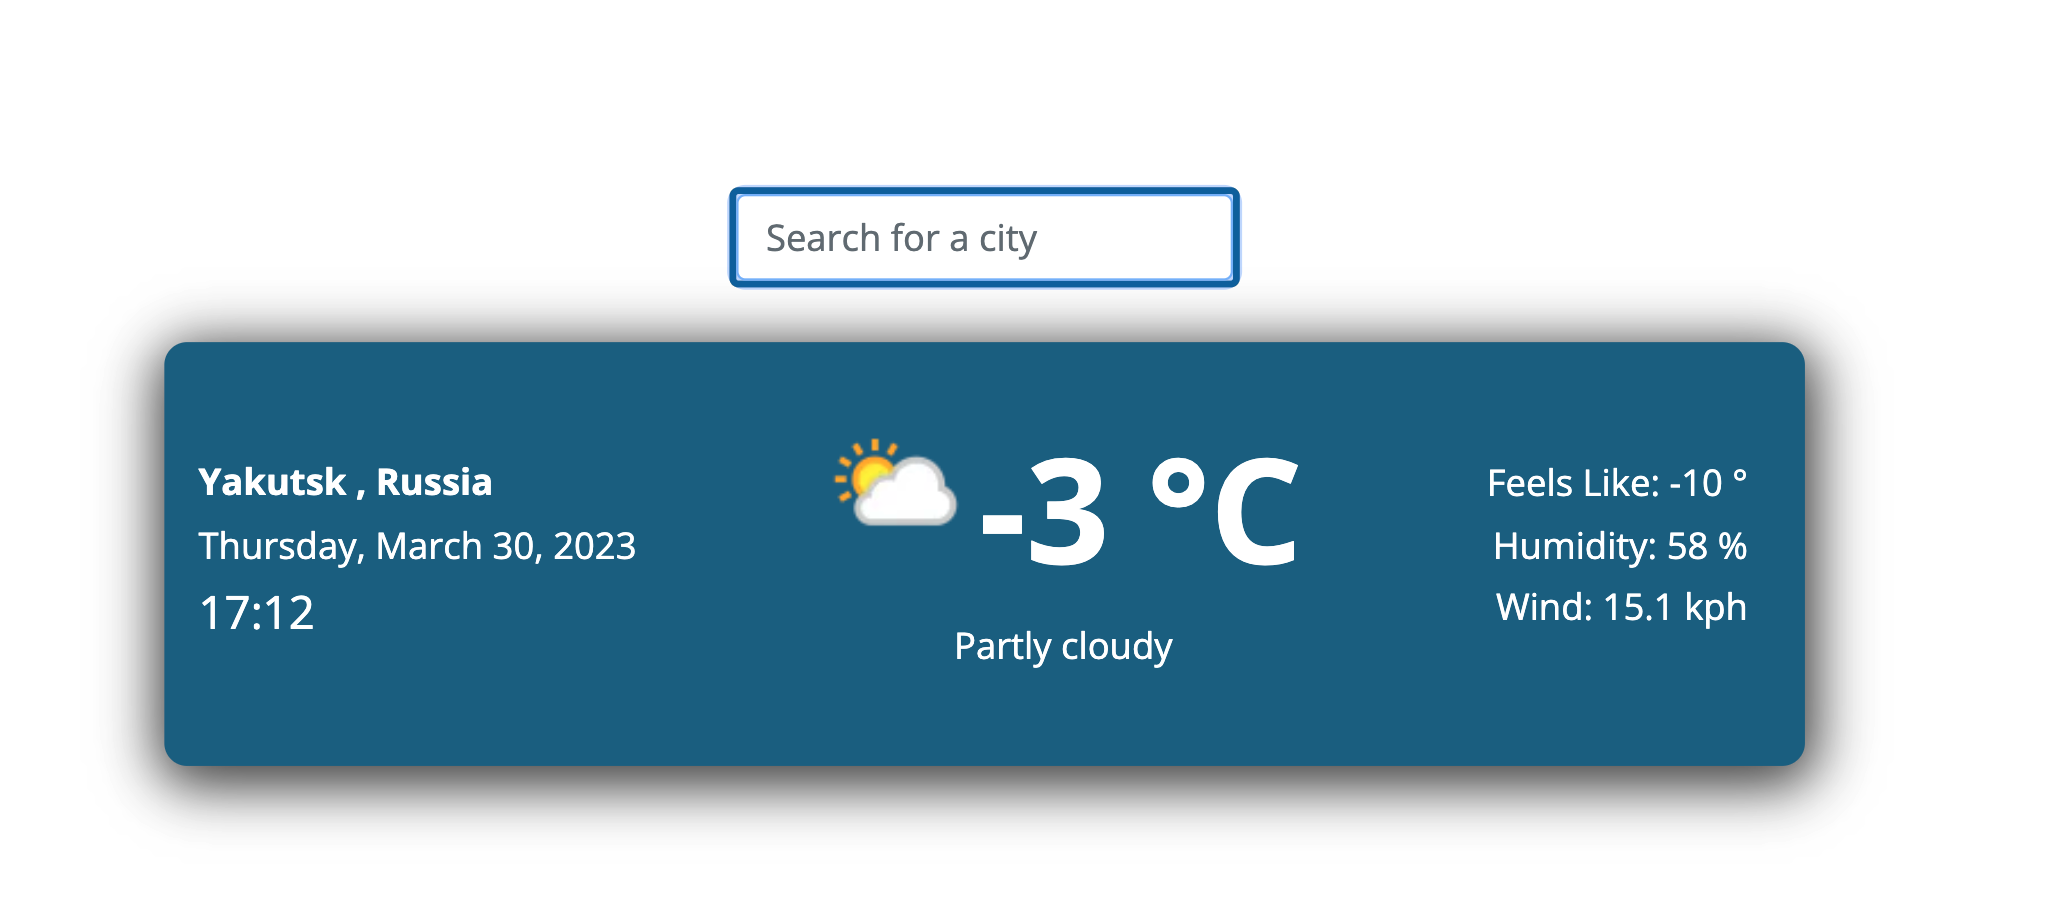 Search for a city
Yakutsk , Russia
Thursday, March 30, 2023
17:12
-3 °C
Partly cloudy
Feels Like: -10 °
Humidity: 58 %
Wind: 15.1 kph